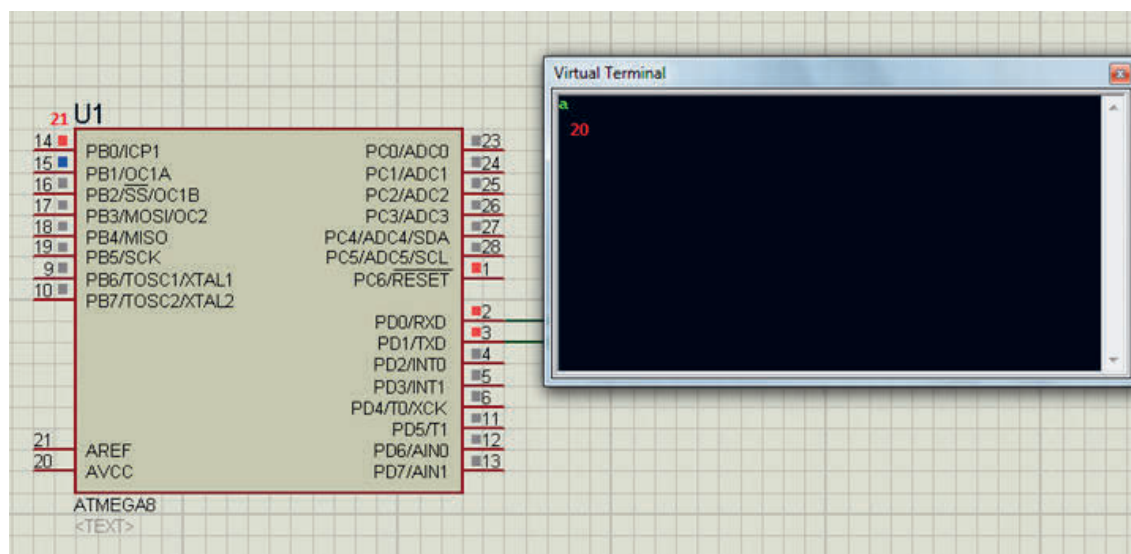 Virtual Terminal
a
20
21 U1
14 PB0/ICP1
15 PB1/OC1A
16 PB2/SS/OC1B
17 PB3/MOSI/OC2
18 PB4/MISO
19 PB5/SCK
9 PB6/TOSC1/XTAL1
10 PB7/TOSC2/XTAL2
PC0/ADC0 23
PC1/ADC1 24
PC2/ADC2 25
PC3/ADC3 26
PC4/ADC4/SDA 27
PC5/ADC5/SCL 28
PC6/RESET 1
PD0/RXD 2
PD1/TXD 3
PD2/INT0 4
PD3/INT1 5
PD4/T0/XCK 6
PD5/T1 11
PD6/AIN0 12
PD7/AIN1 13
21 AREF
20 AVCC
ATMEGA8
<TEXT>